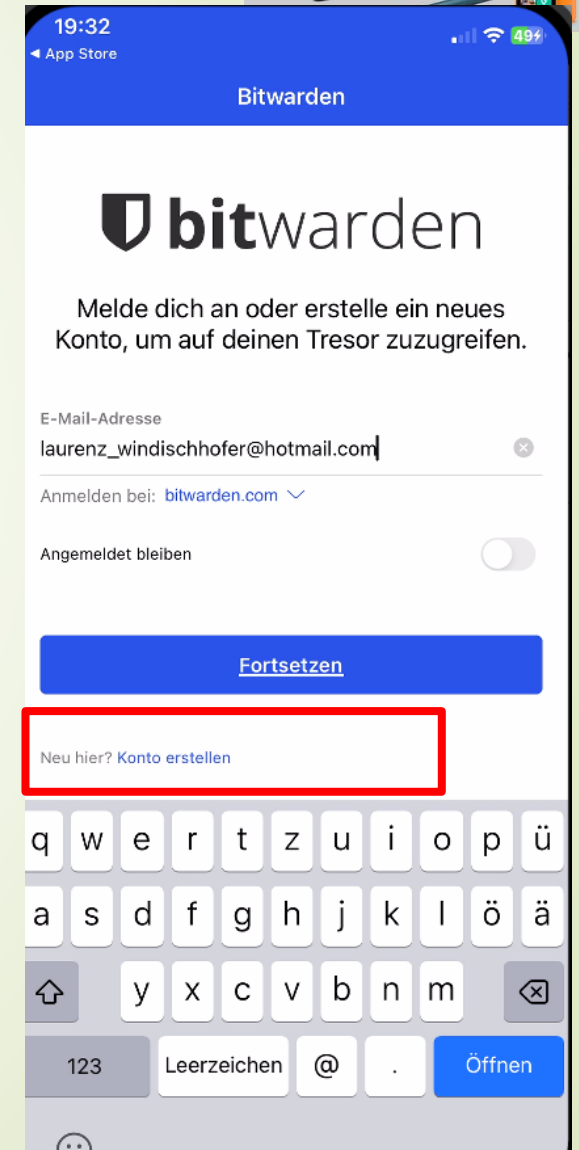 19:32
◀ App Store
49
Bitwarden
bitwarden
Melde dich an oder erstelle ein neues
Konto, um auf deinen Tresor zuzugreifen.
E-Mail-Adresse
laurenz_windischhofer@hotmail.com
Anmelden bei: bitwarden.com
Angemeldet bleiben
Fortsetzen
Neu hier? Konto erstellen
q w e r t z u i o p ü
a s d f g h j k l ö ä
y x c v b n m
123 Leerzeichen @ . Öffnen